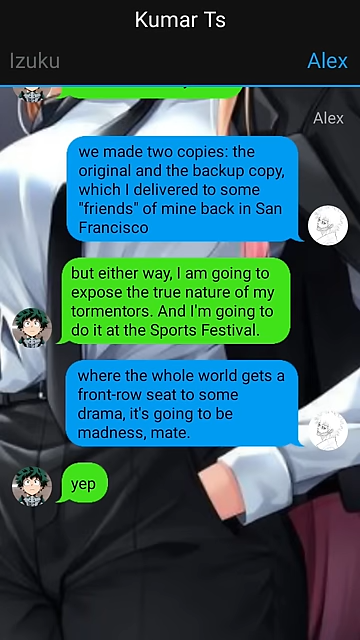 Kumar Ts
Izuku
Alex
Alex
we made two copies: the
original and the backup copy,
which I delivered to some
"friends" of mine back in San
Francisco
but either way, I am going to
expose the true nature of my
tormentors. And I'm going to
do it at the Sports Festival.
where the whole world gets a
front-row seat to some
drama, it's going to be
madness, mate.
yep